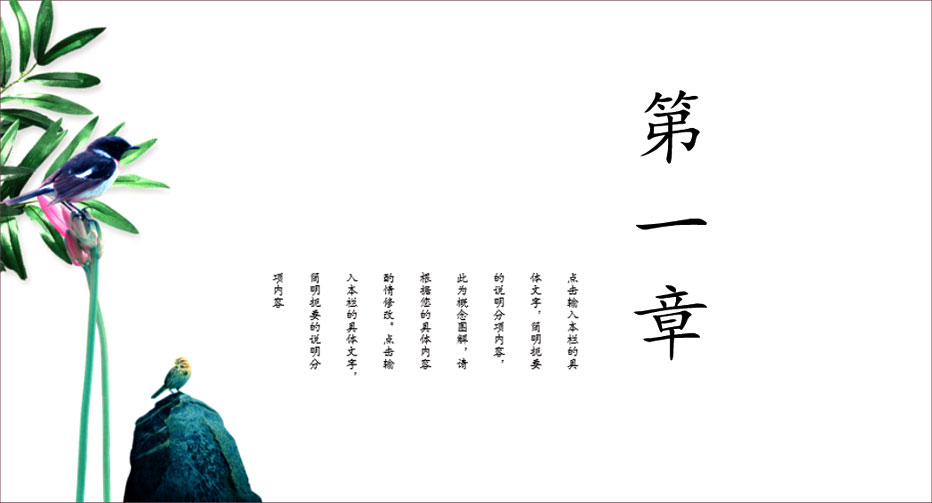 第一章
点击输入本栏的具
体文字，简明扼要
的说明分项内容，
此为概念图解，请
根据您的具体内容
酌情修改。点击输
入本栏的具体文字，
简明扼要的说明分
项内容